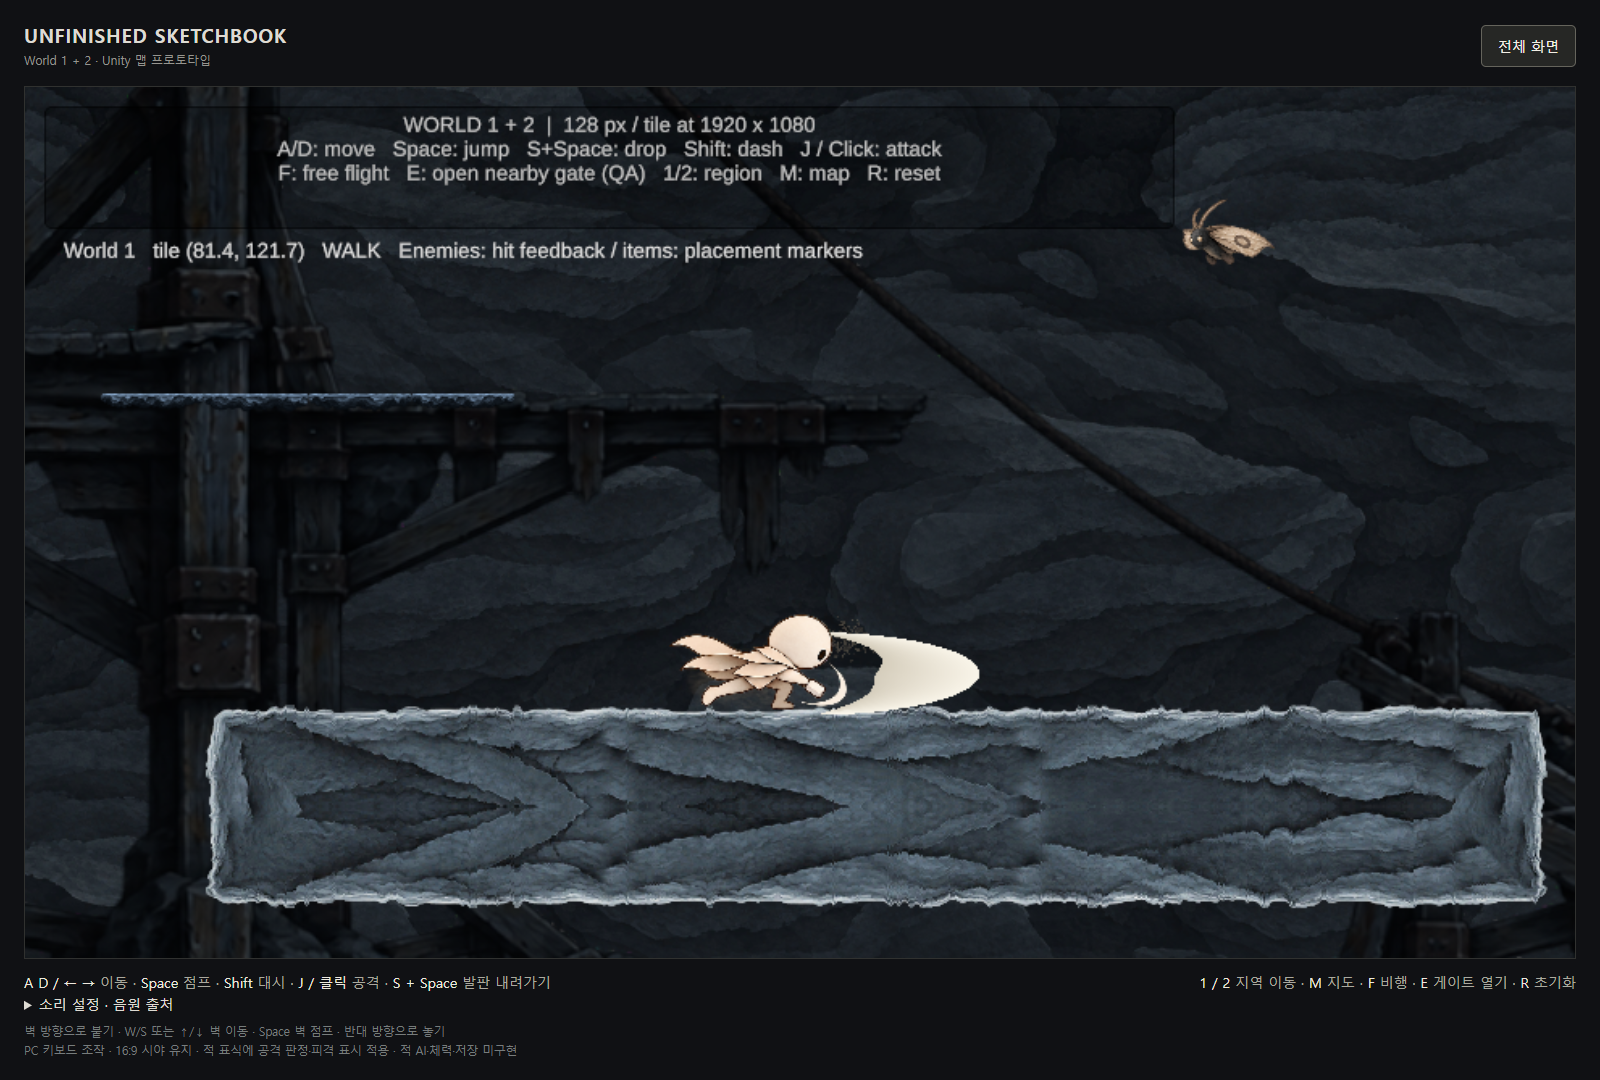 UNFINISHED SKETCHBOOK
World 1 + 2 · Unity 맵 프로토타입
전체 화면
WORLD 1 + 2 | 128 px / tile at 1920 x 1080
A/D: move Space: jump S+Space: drop Shift: dash J / Click: attack
F: free flight E: open nearby gate (QA) 1/2: region M: map R: reset
World 1 tile (81.4, 121.7) WALK Enemies: hit feedback / items: placement markers
A D / ← → 이동 · Space 점프 · Shift 대시 · J / 클릭 공격 · S + Space 발판 내려가기
1 / 2 지역 이동 · M 지도 · F 비행 · E 게이트 열기 · R 초기화
▶ 소리 설정 · 음원 출처
벽 방향으로 붙기 · W/S 또는 ↑/↓ 벽 이동 · Space 벽 점프 · 반대 방향으로 놓기
PC 키보드 조작 · 16:9 시야 유지 · 적 표식에 공격 판정·피격 표시 적용 · 적 AI·체력·저장 미구현